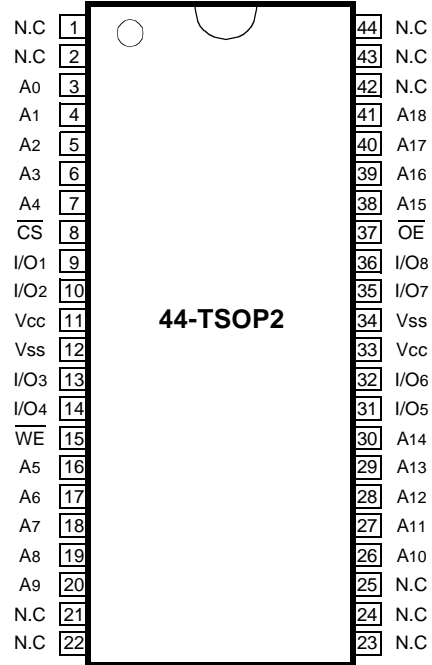 N.C 1 44 N.C
N.C 2 43 N.C
A0 3 42 N.C
A1 4 41 A18
A2 5 40 A17
A3 6 39 A16
A4 7 38 A15
CS 8 37 OE
I/O1 9 36 I/O8
I/O2 10 35 I/O7
Vcc 11 44-TSOP2 34 Vss
Vss 12 33 Vcc
I/O3 13 32 I/O6
I/O4 14 31 I/O5
WE 15 30 A14
A5 16 29 A13
A6 17 28 A12
A7 18 27 A11
A8 19 26 A10
A9 20 25 N.C
N.C 21 24 N.C
N.C 22 23 N.C